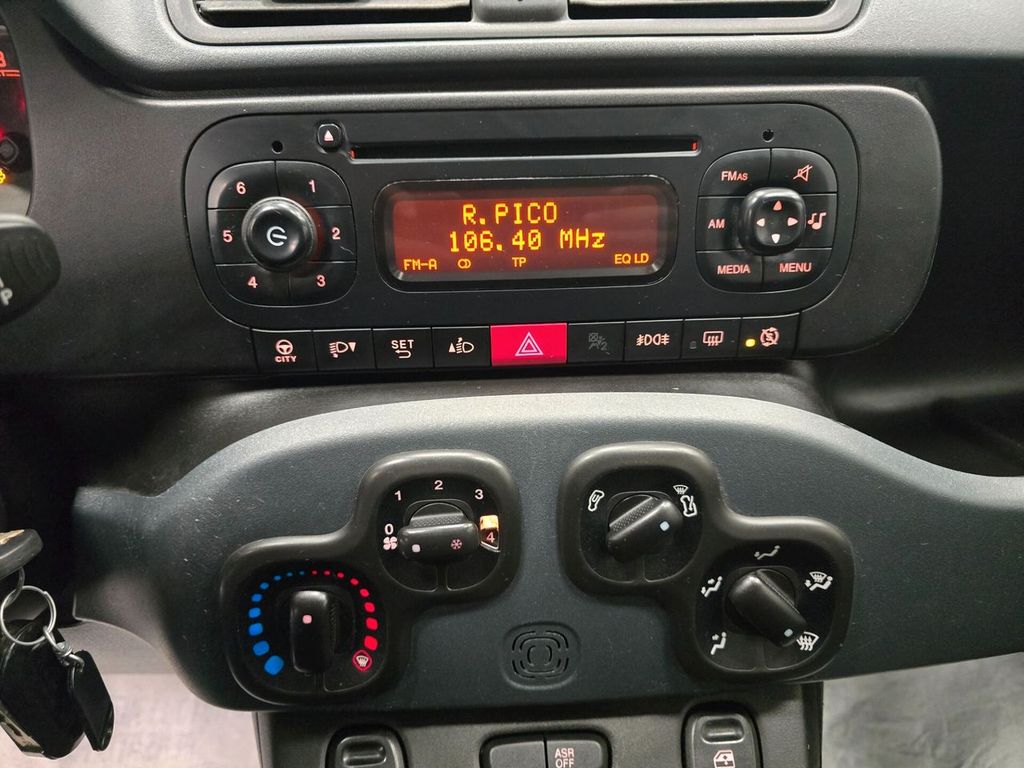 6 1
5 2
4 3
R.PICO
106.40 MHz
FM-A TP EQ LD
FMAS
AM
MEDIA MENU
CITY
SET
0 1 2 3 4
ASR
OFF